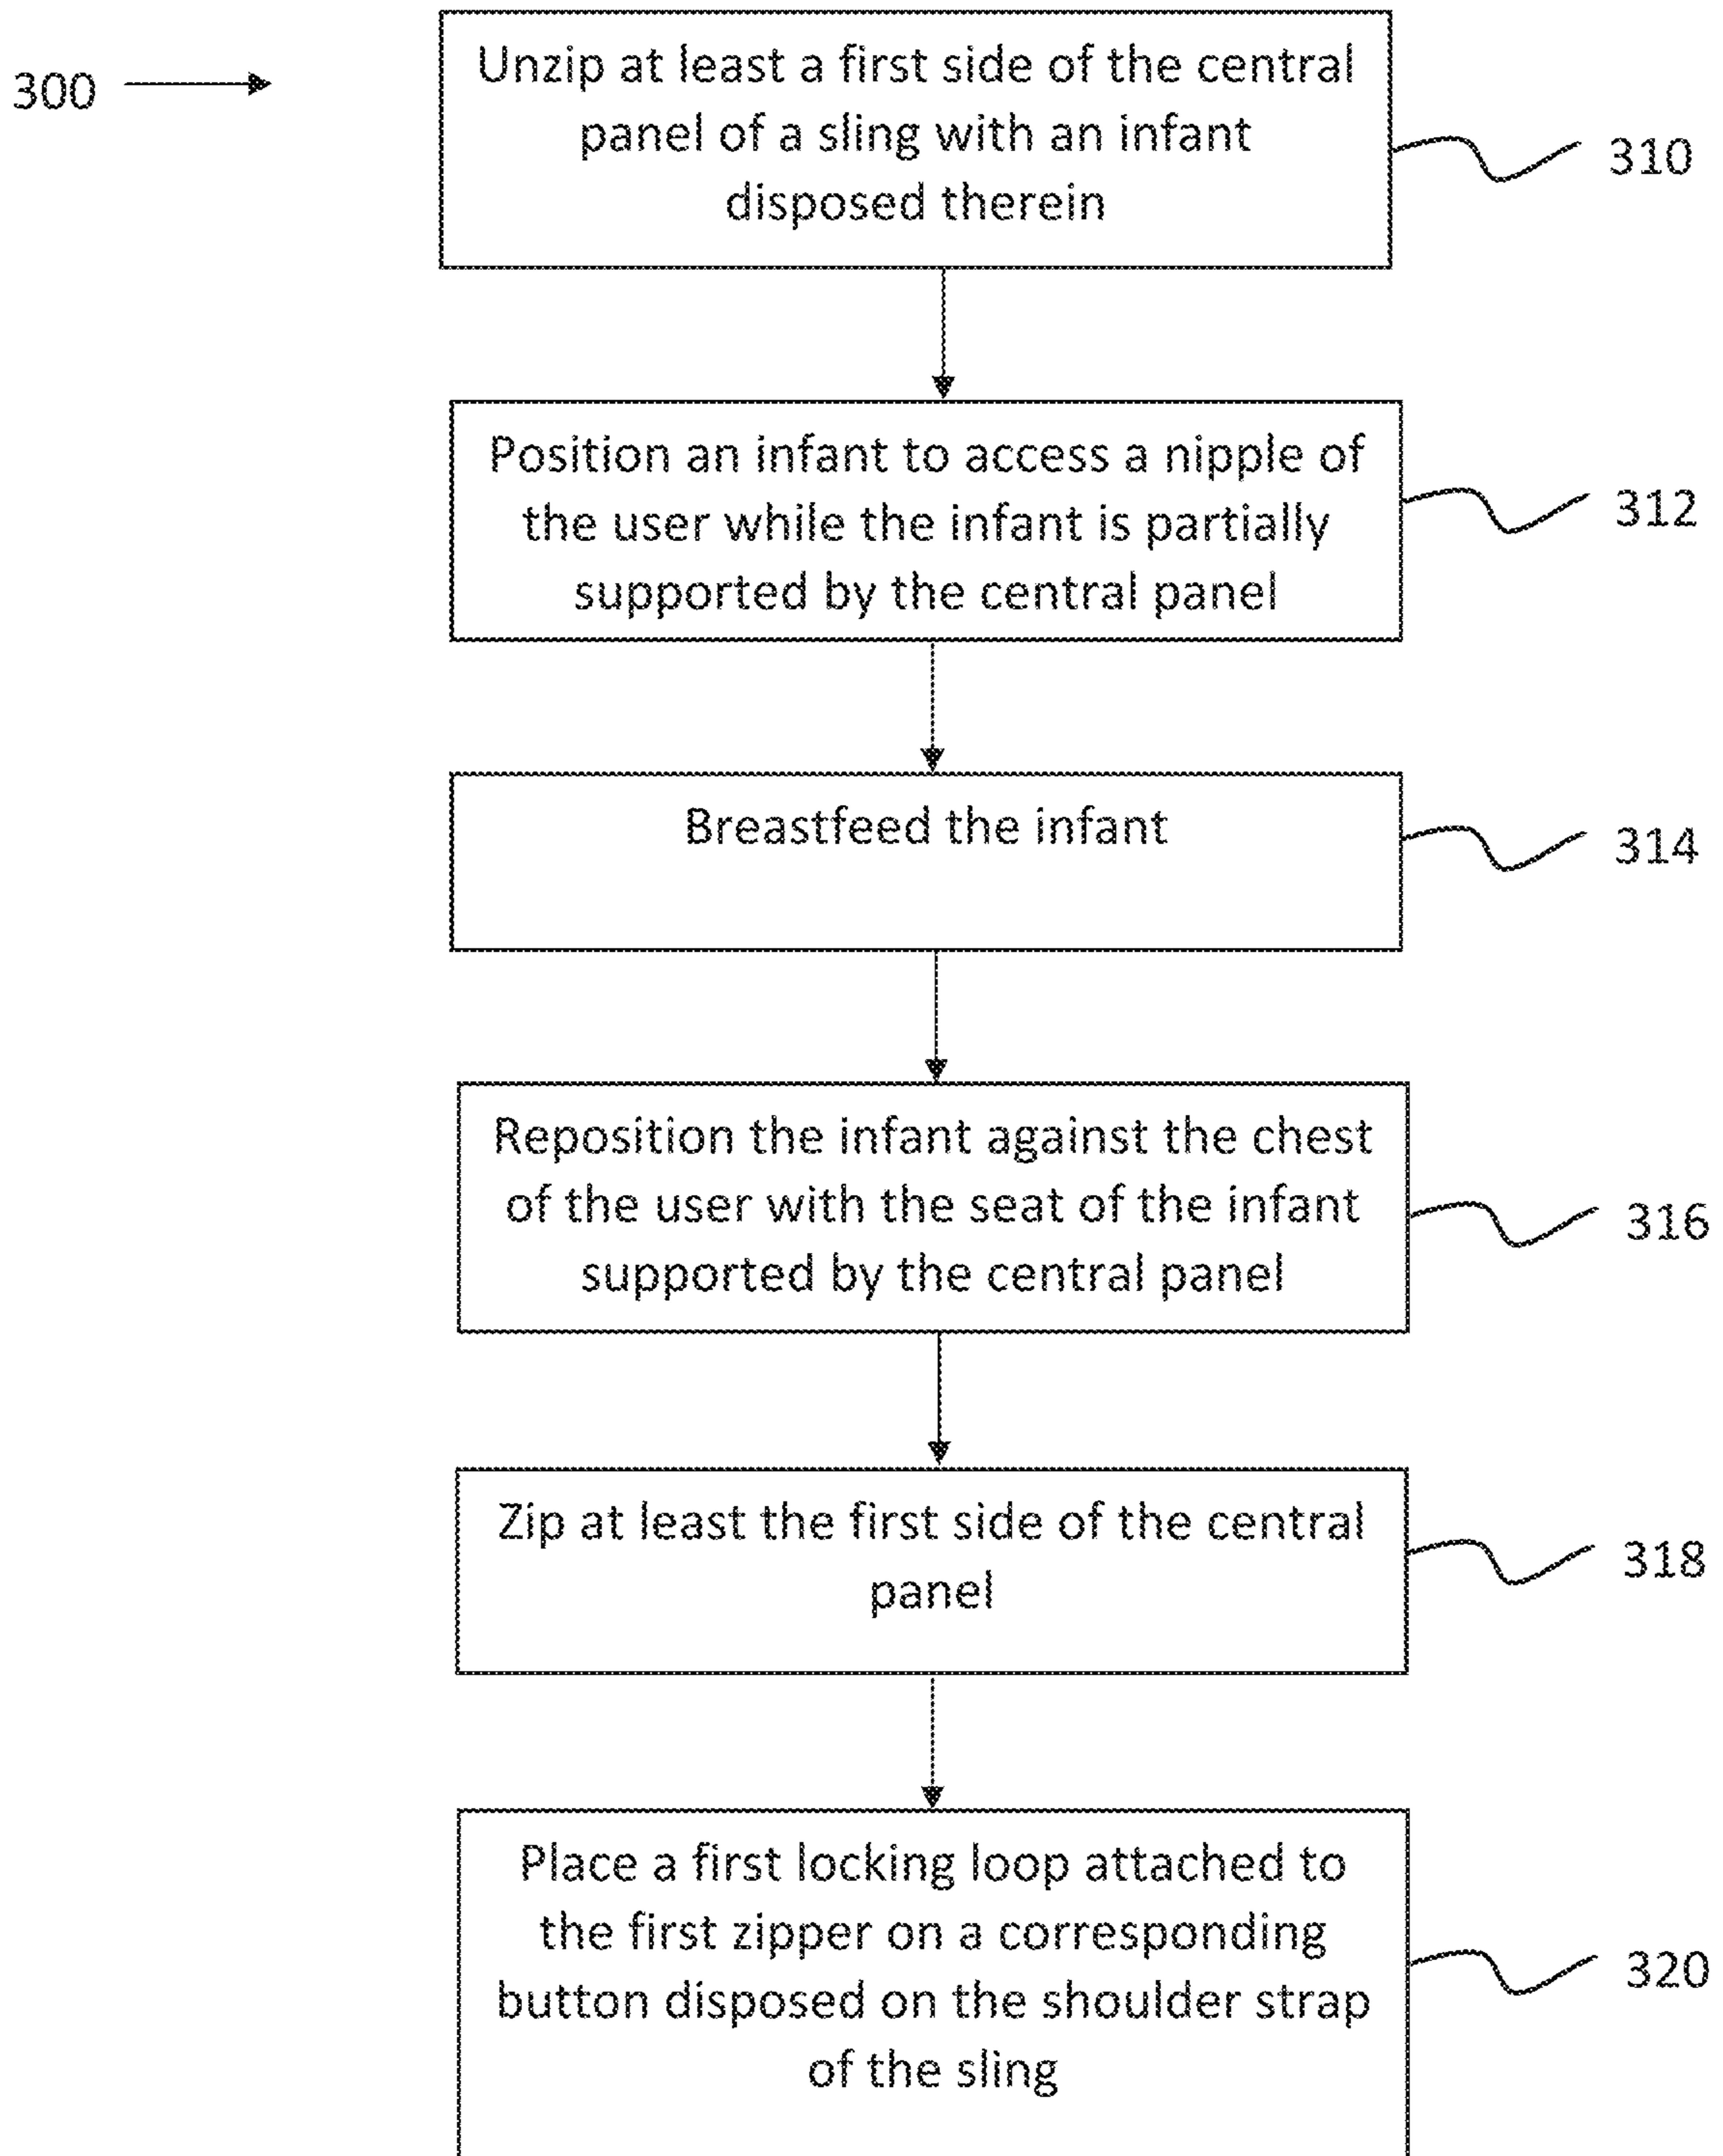 300
Unzip at least a first side of the central
panel of a sling with an infant
disposed therein
310
Position an infant to access a nipple of
the user while the infant is partially
supported by the central panel
312
Breastfeed the infant
314
Reposition the infant against the chest
of the user with the seat of the infant
supported by the central panel
316
Zip at least the first side of the central
panel
318
Place a first locking loop attached to
the first zipper on a corresponding
button disposed on the shoulder strap
of the sling
320